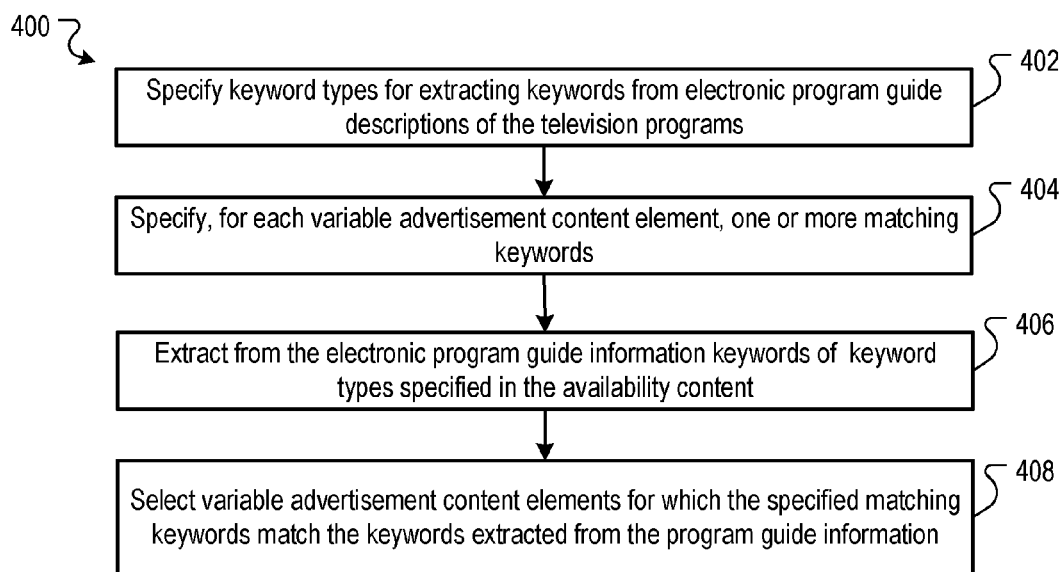 400
402
Specify keyword types for extracting keywords from electronic program guide
descriptions of the television programs
404
Specify, for each variable advertisement content element, one or more matching
keywords
406
Extract from the electronic program guide information keywords of keyword
types specified in the availability content
408
Select variable advertisement content elements for which the specified matching
keywords match the keywords extracted from the program guide information